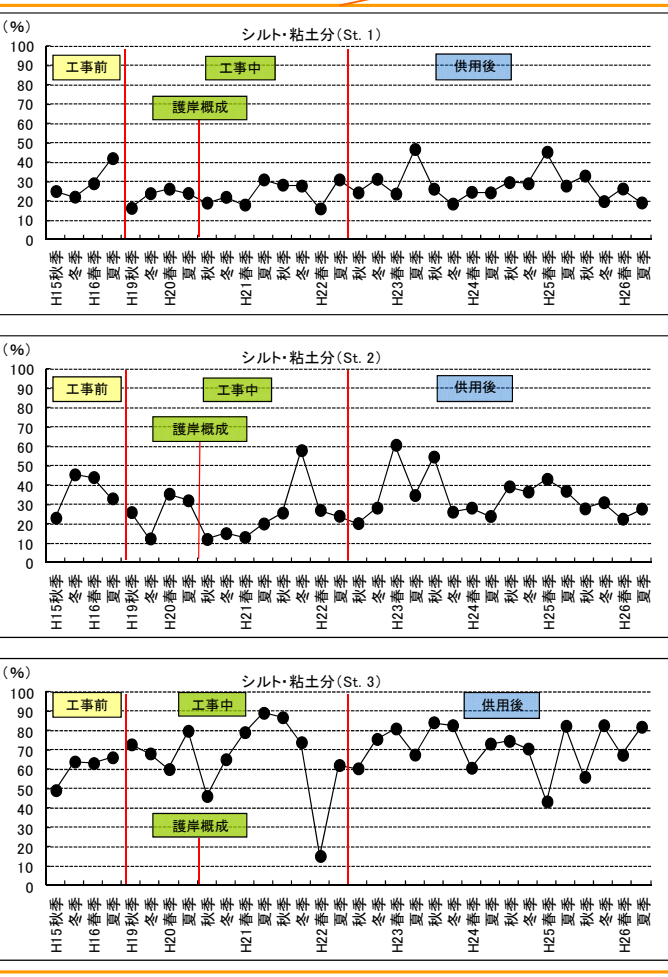 (%)
シルト・粘土分(St. 1)
100
90
80
70
60
50
40
30
20
10
0
工事前
工事中
供用後
護岸概成
H15秋季
冬季
H16春季
夏季
H19秋季
冬季
H20春季
夏季
秋季
冬季
H21春季
夏季
秋季
冬季
H22春季
夏季
秋季
冬季
H23春季
夏季
秋季
冬季
H24春季
夏季
秋季
冬季
H25春季
夏季
秋季
冬季
H26春季
夏季
(%)
シルト・粘土分(St. 2)
100
90
80
70
60
50
40
30
20
10
0
工事前
工事中
供用後
護岸概成
H15秋季
冬季
H16春季
夏季
H19秋季
冬季
H20春季
夏季
秋季
冬季
H21春季
夏季
秋季
冬季
H22春季
夏季
秋季
冬季
H23春季
夏季
秋季
冬季
H24春季
夏季
秋季
冬季
H25春季
夏季
秋季
冬季
H26春季
夏季
(%)
シルト・粘土分(St. 3)
100
90
80
70
60
50
40
30
20
10
0
工事前
工事中
供用後
護岸概成
H15秋季
冬季
H16春季
夏季
H19秋季
冬季
H20春季
夏季
秋季
冬季
H21春季
夏季
秋季
冬季
H22春季
夏季
秋季
冬季
H23春季
夏季
秋季
冬季
H24春季
夏季
秋季
冬季
H25春季
夏季
秋季
冬季
H26春季
夏季